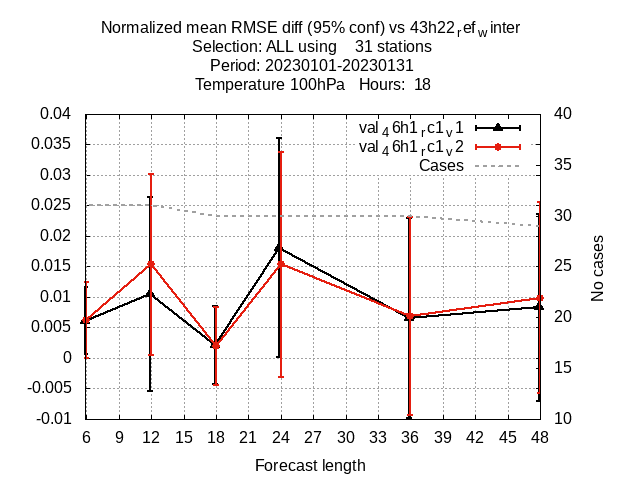 Normalized mean RMSE diff (95% conf) vs 43h22refwinter
Selection: ALL using 31 stations
Period: 20230101-20230131
Temperature 100hPa Hours: 18
val46h1rc1v1
val46h1rc1v2
Cases
0.04
0.035
0.03
0.025
0.02
0.015
0.01
0.005
0
-0.005
-0.01
40
35
30
25
20
15
10
No cases
6 9 12 15 18 21 24 27 30 33 36 39 42 45 48
Forecast length